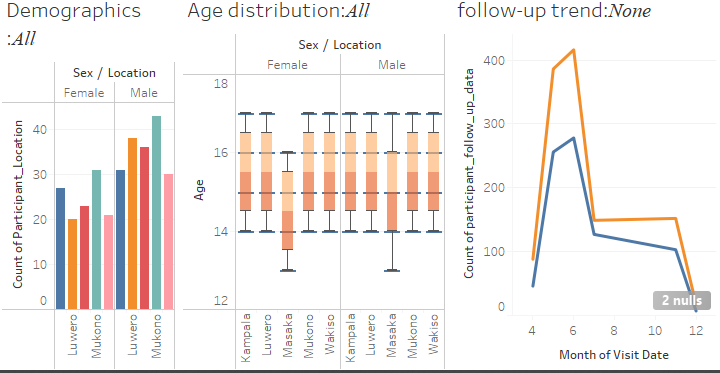 Demographics
:All
Sex / Location
Female Male
Count of Participant_Location
40
30
20
10
0
Luwero
Mukono
Luwero
Mukono
Age distribution:All
Sex / Location
Female Male
Age
18
16
14
12
Kampala
Luwero
Masaka
Mukono
Wakiso
Kampala
Luwero
Masaka
Mukono
Wakiso
follow-up trend:None
Count of participant_follow_up_data
400
300
200
100
0
2 nulls
4 6 8 10 12
Month of Visit Date